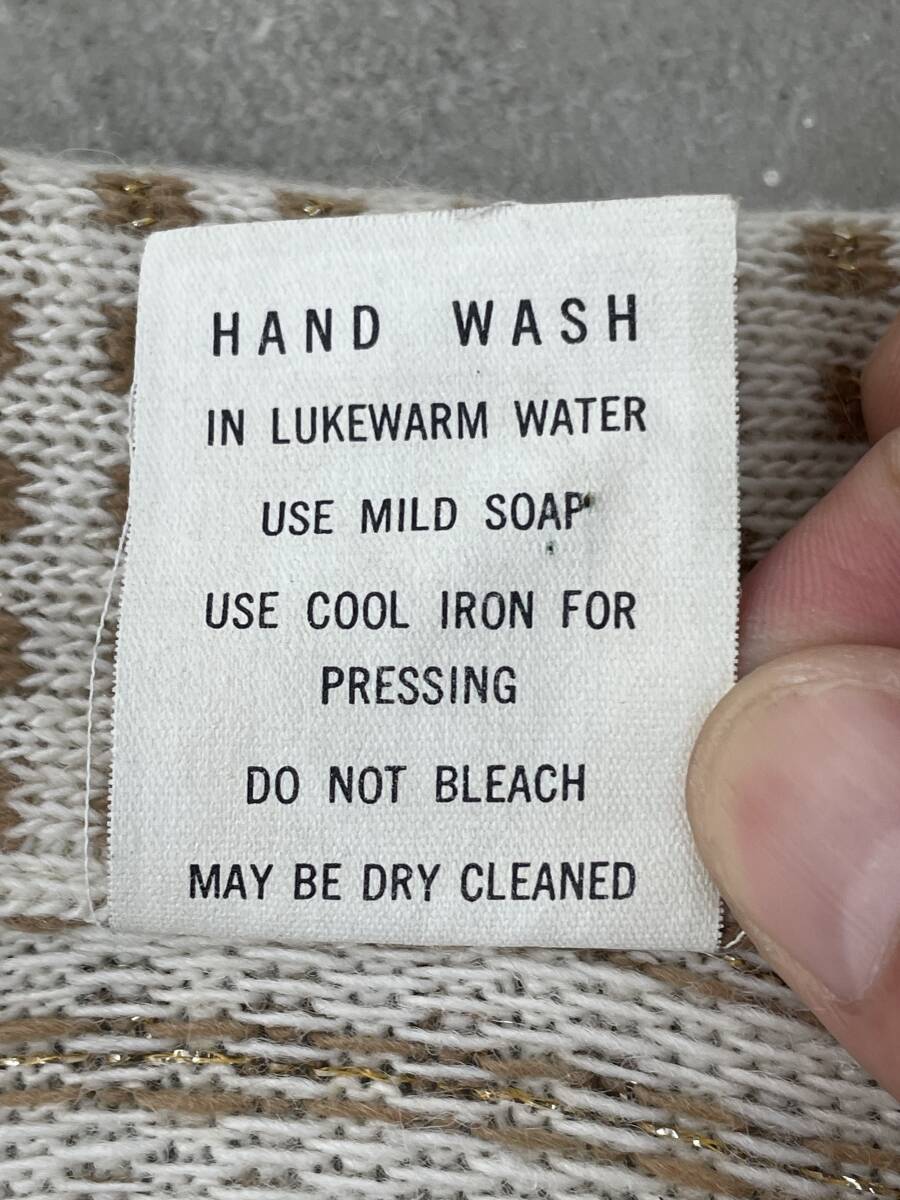 HAND WASH
IN LUKEWARM WATER
USE MILD SOAP
USE COOL IRON FOR
PRESSING
DO NOT BLEACH
MAY BE DRY CLEANED